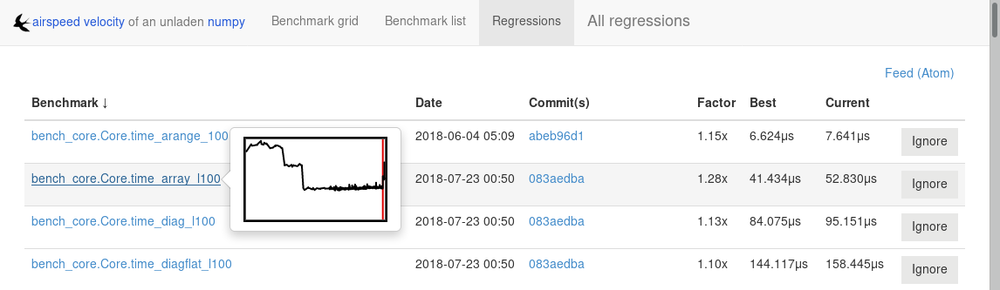 airspeed velocity of an unladen numpy Benchmark grid Benchmark list Regressions All regressions
Feed (Atom)
Benchmark ↓ Date Commit(s) Factor Best Current
bench_core.Core.time_arange_100 2018-06-04 05:09 abeb96d1 1.15x 6.624μs 7.641μs Ignore
bench_core.Core.time_array_l100 2018-07-23 00:50 083aedba 1.28x 41.434μs 52.830μs Ignore
bench_core.Core.time_diag_l100 2018-07-23 00:50 083aedba 1.13x 84.075μs 95.151μs Ignore
bench_core.Core.time_diagflat_l100 2018-07-23 00:50 083aedba 1.10x 144.117μs 158.445μs Ignore